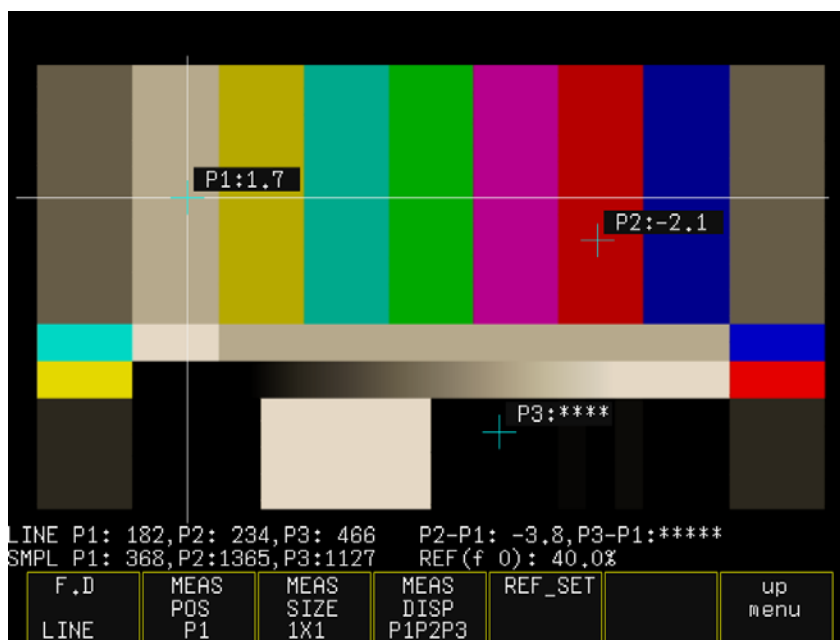 P1:1.7
P2:-2.1
P3:****
LINE P1: 182,P2: 234,P3: 466 P2-P1: -3.8,P3-P1:*****
SMPL P1: 368,P2:1365,P3:1127 REF(f 0): 40.0%
F.D MEAS MEAS MEAS REF_SET up
POS SIZE DISP menu
LINE P1 1X1 P1P2P3